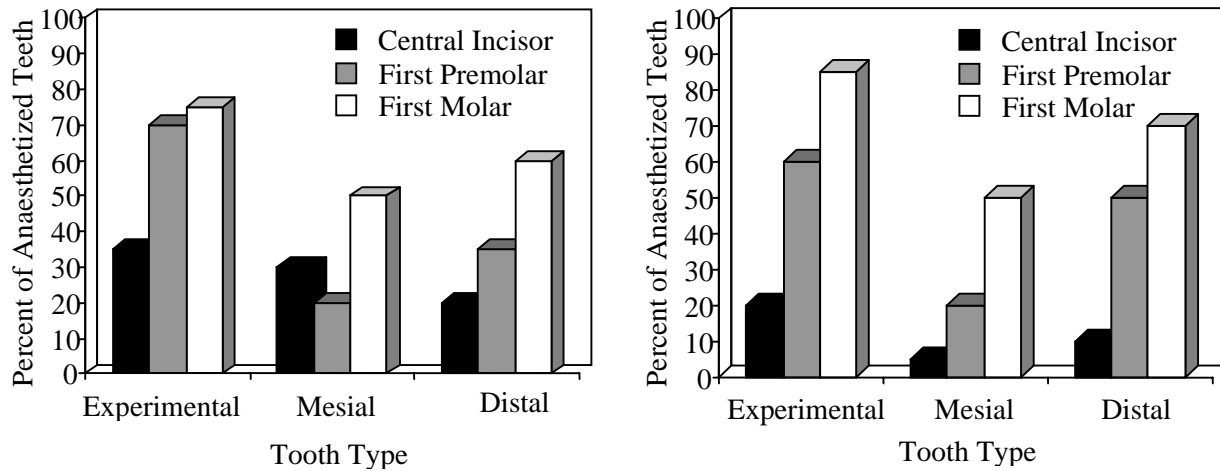 Percent of Anaesthetized Teeth
100
90
80
70
60
50
40
30
20
10
0
Central Incisor
First Premolar
First Molar
Experimental
Mesial
Distal
Tooth Type
Percent of Anaesthetized Teeth
100
90
80
70
60
50
40
30
20
10
0
Central Incisor
First Premolar
First Molar
Experimental
Mesial
Distal
Tooth Type